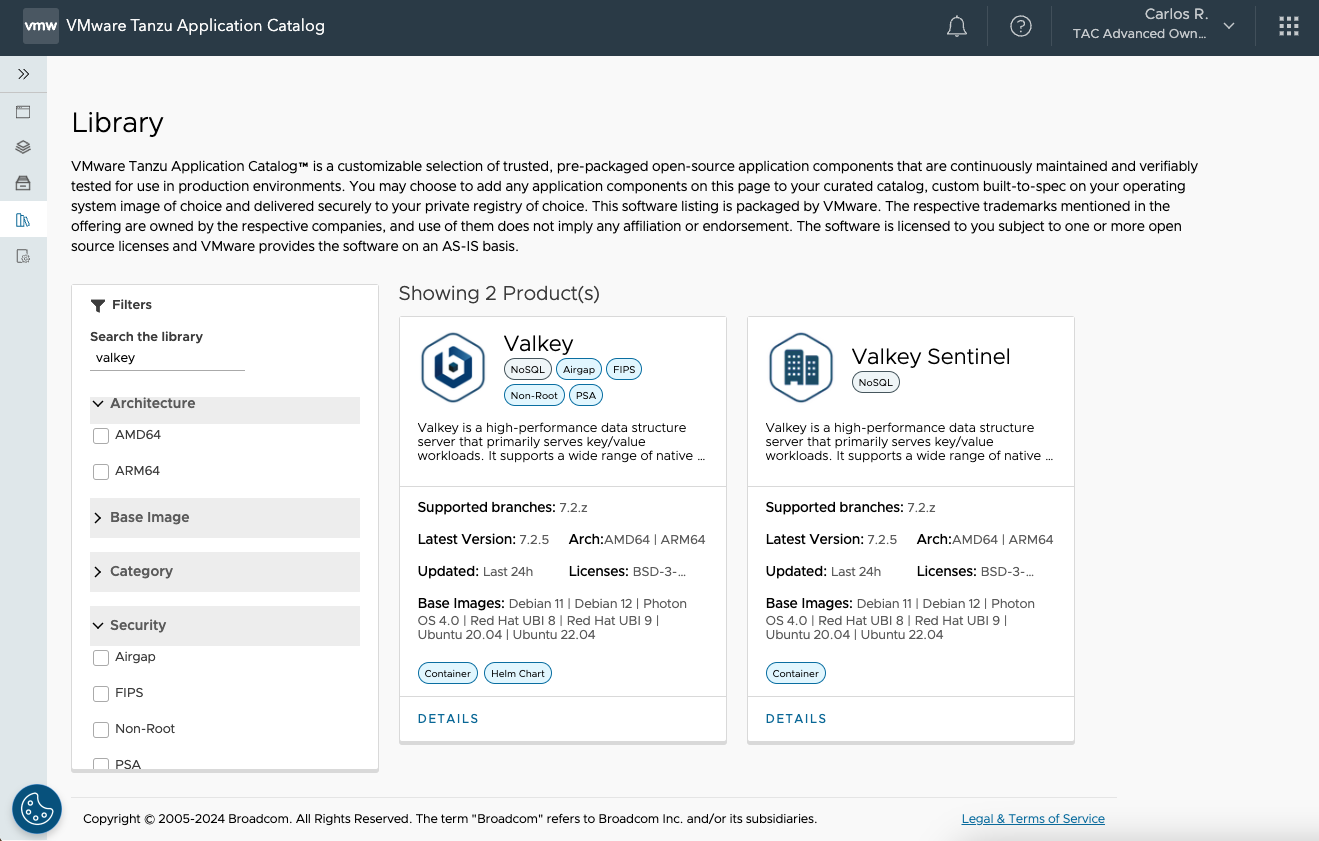 vmw VMware Tanzu Application Catalog
Carlos R.
TAC Advanced Own...
Library
VMware Tanzu Application Catalog™ is a customizable selection of trusted, pre-packaged open-source application components that are continuously maintained and verifiably
tested for use in production environments. You may choose to add any application components on this page to your curated catalog, custom built-to-spec on your operating
system image of choice and delivered securely to your private registry of choice. This software listing is packaged by VMware. The respective trademarks mentioned in the
offering are owned by the respective companies, and use of them does not imply any affiliation or endorsement. The software is licensed to you subject to one or more open
source licenses and VMware provides the software on an AS-IS basis.
Filters
Search the library
valkey
Architecture
AMD64
ARM64
Base Image
Category
Security
Airgap
FIPS
Non-Root
PSA
Showing 2 Product(s)
Valkey
NoSQL Airgap FIPS
Non-Root PSA
Valkey is a high-performance data structure
server that primarily serves key/value
workloads. It supports a wide range of native ...
Supported branches: 7.2.z
Latest Version: 7.2.5 Arch:AMD64 | ARM64
Updated: Last 24h Licenses: BSD-3-...
Base Images: Debian 11 | Debian 12 | Photon
OS 4.0 | Red Hat UBI 8 | Red Hat UBI 9 |
Ubuntu 20.04 | Ubuntu 22.04
Container Helm Chart
DETAILS
Valkey Sentinel
NoSQL
Valkey is a high-performance data structure
server that primarily serves key/value
workloads. It supports a wide range of native ...
Supported branches: 7.2.z
Latest Version: 7.2.5 Arch:AMD64 | ARM64
Updated: Last 24h Licenses: BSD-3-...
Base Images: Debian 11 | Debian 12 | Photon
OS 4.0 | Red Hat UBI 8 | Red Hat UBI 9 |
Ubuntu 20.04 | Ubuntu 22.04
Container
DETAILS
Copyright © 2005-2024 Broadcom. All Rights Reserved. The term "Broadcom" refers to Broadcom Inc. and/or its subsidiaries.
Legal & Terms of Service